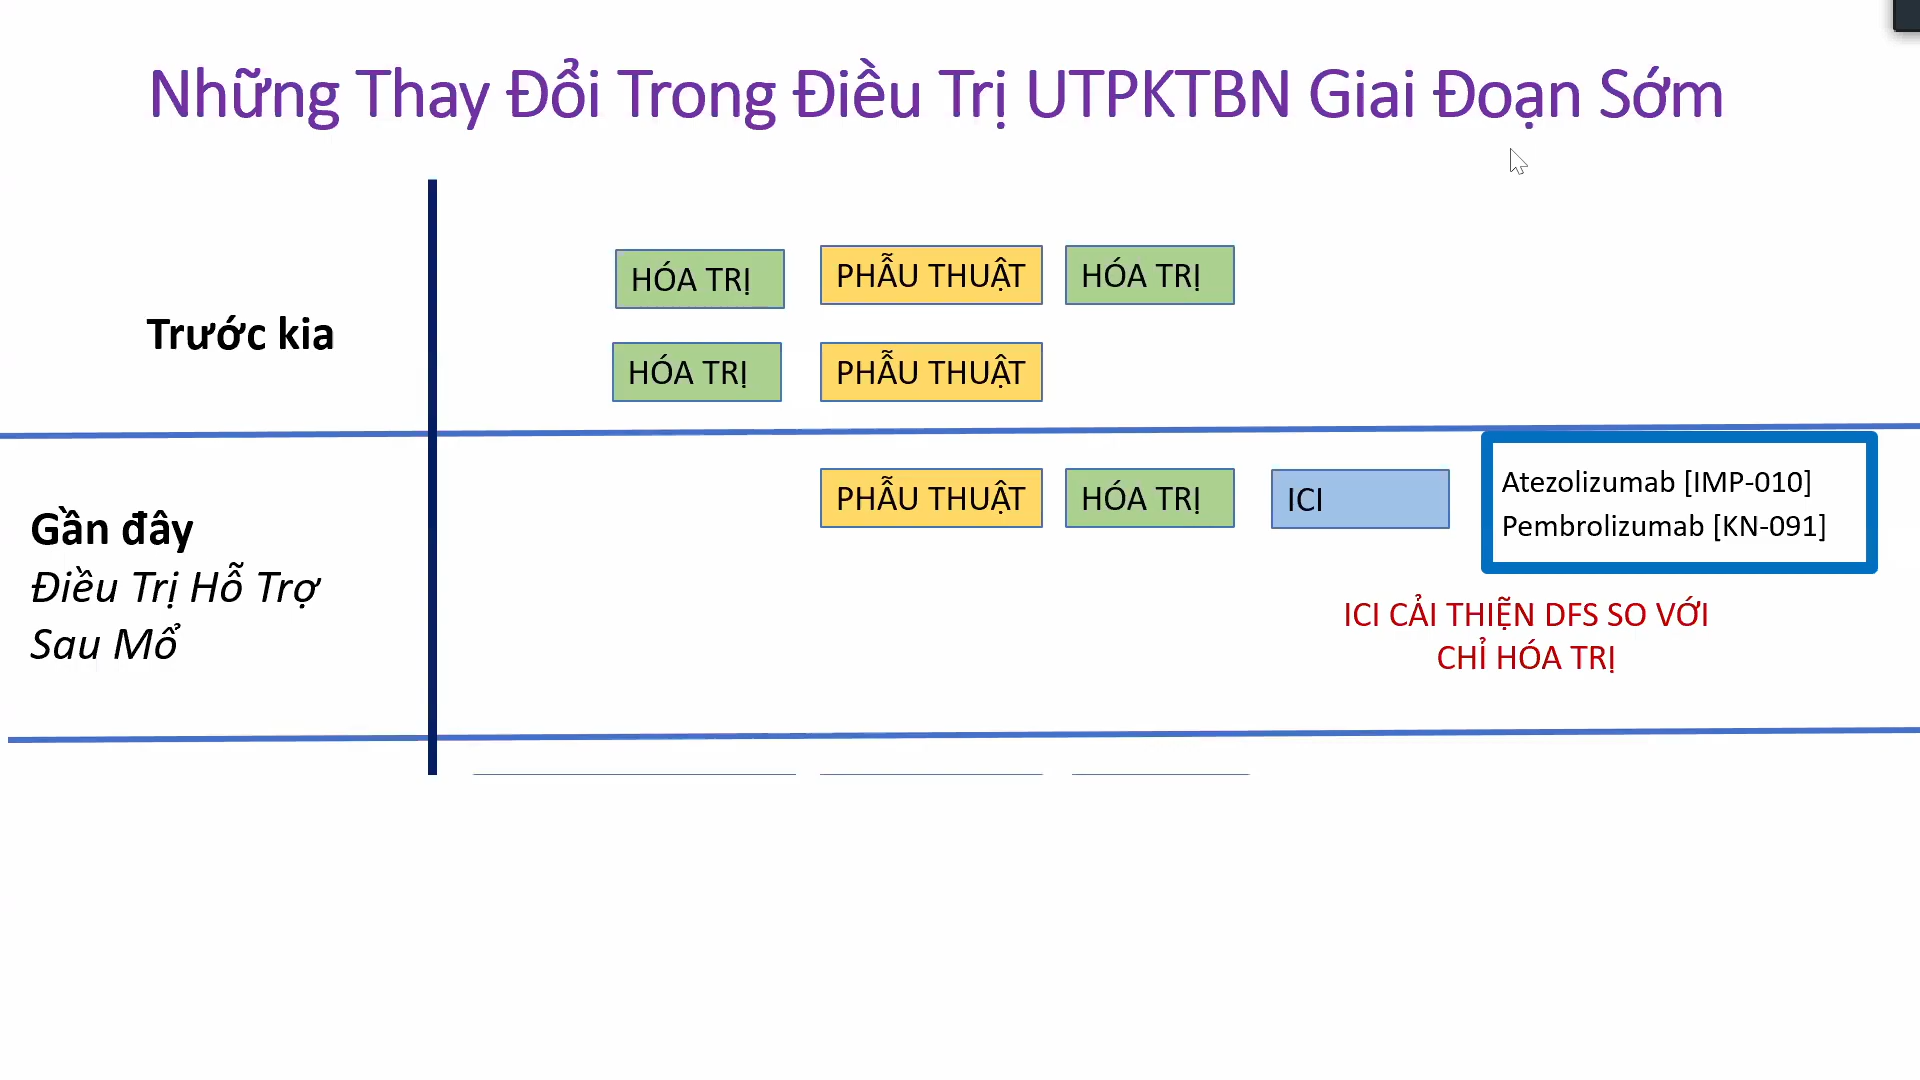 Những Thay Đổi Trong Điều Trị UTPKTBN Giai Đoạn Sớm
HÓA TRỊ PHẪU THUẬT HÓA TRỊ
Trước kia
HÓA TRỊ PHẪU THUẬT
PHẪU THUẬT HÓA TRỊ ICI
Atezolizumab [IMP-010]
Pembrolizumab [KN-091]
Gần đây
Điều Trị Hỗ Trợ
Sau Mổ
ICI CẢI THIỆN DFS SO VỚI
CHỈ HÓA TRỊ